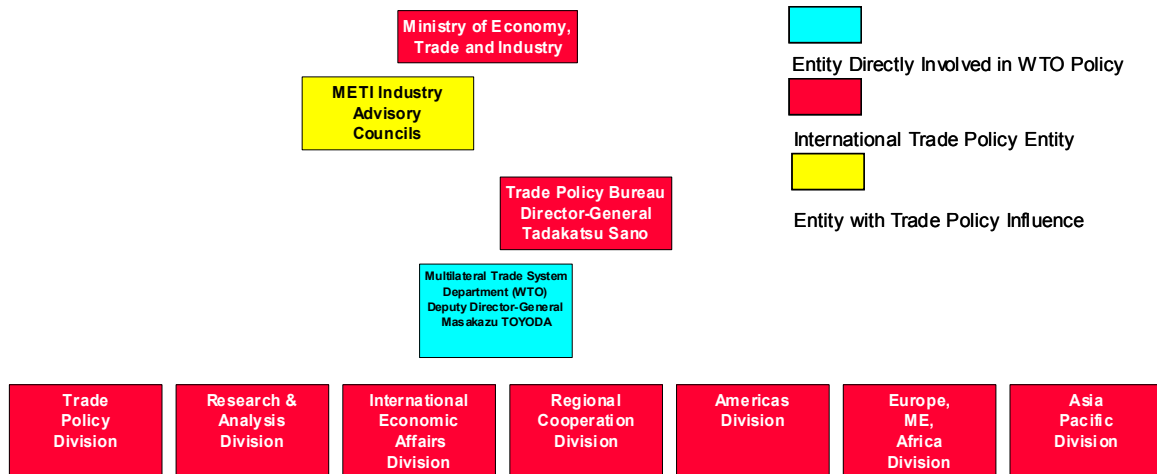 Ministry of Economy,
Trade and Industry
METI Industry
Advisory
Councils
Trade Policy Bureau
Director-General
Tadakatsu Sano
Multilateral Trade System
Department (WTO)
Deputy Director-General
Masakazu TOYODA
Entity Directly Involved in WTO Policy
International Trade Policy Entity
Entity with Trade Policy Influence
Trade
Policy
Division
Research &
Analysis
Division
International
Economic
Affairs
Division
Regional
Cooperation
Division
Americas
Division
Europe,
ME,
Africa
Division
Asia
Pacific
Division